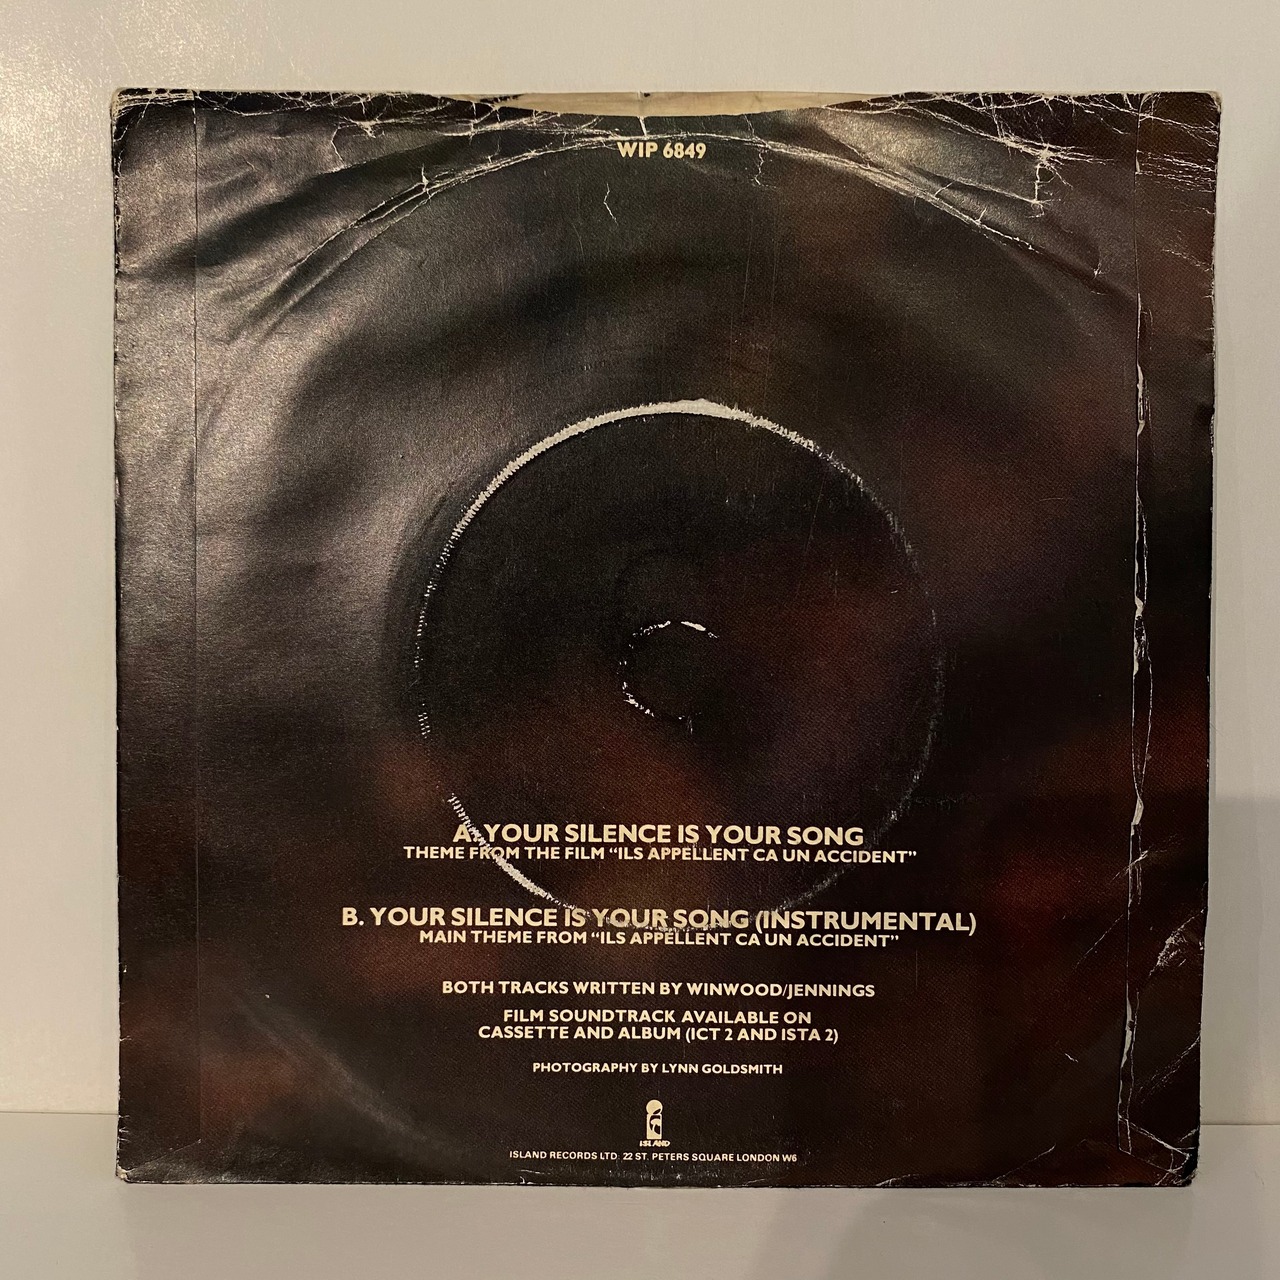 WIP 6849
A. YOUR SILENCE IS YOUR SONG
THEME FROM THE FILM “ILS APPELLENT CA UN ACCIDENT”
B. YOUR SILENCE IS YOUR SONG (INSTRUMENTAL)
MAIN THEME FROM “ILS APPELLENT CA UN ACCIDENT”
BOTH TRACKS WRITTEN BY WINWOOD/JENNINGS
FILM SOUNDTRACK AVAILABLE ON
CASSETTE AND ALBUM (ICT 2 AND ISTA 2)
PHOTOGRAPHY BY LYNN GOLDSMITH
ISLAND
ISLAND RECORDS LTD. 22 ST. PETERS SQUARE LONDON W6